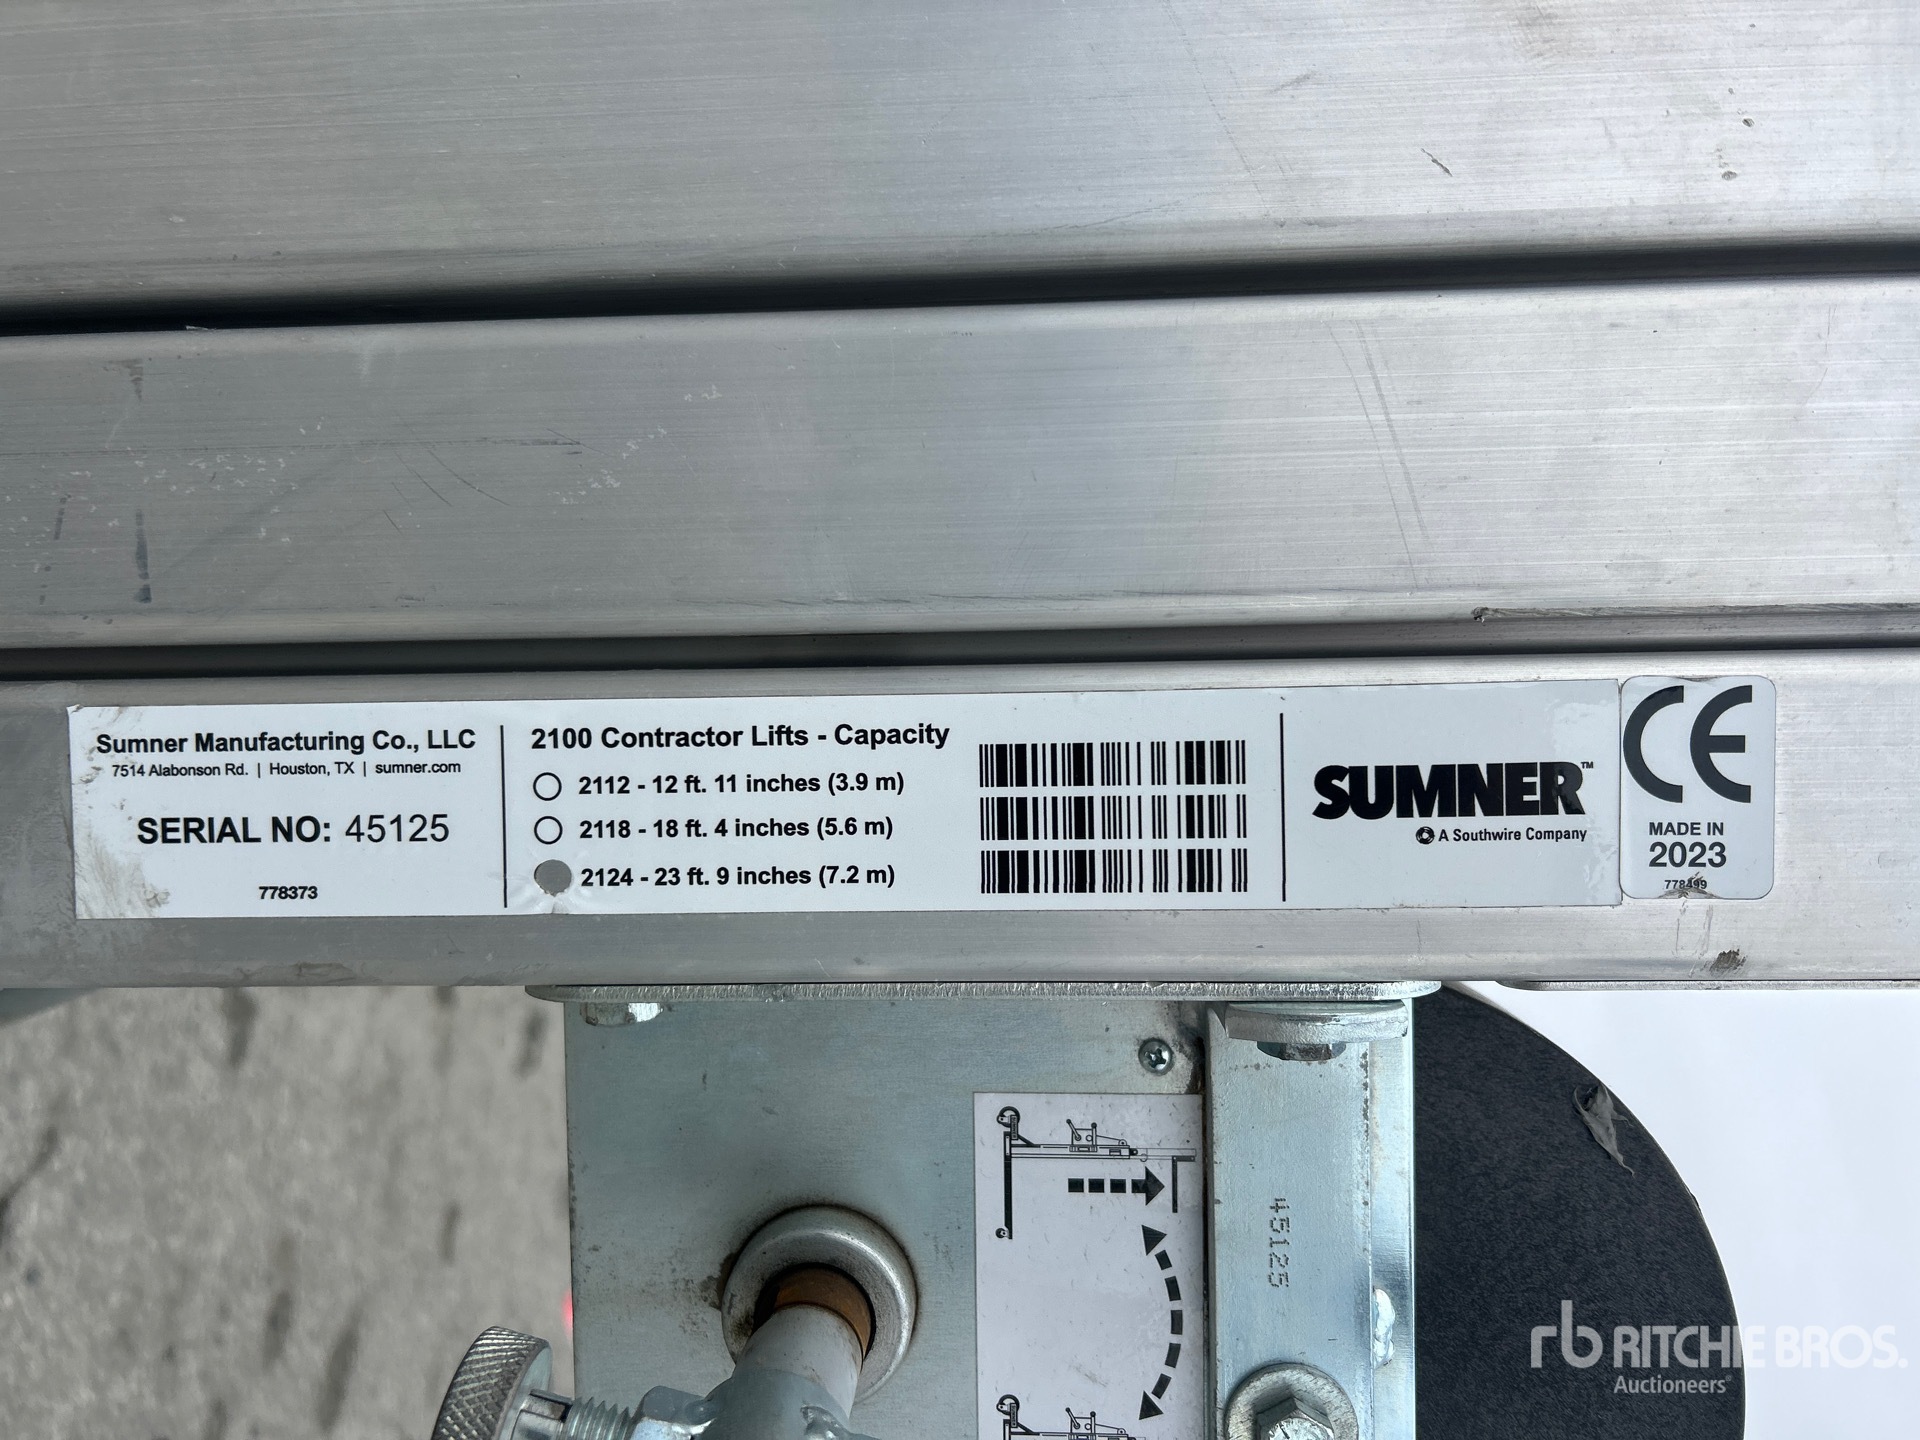 Sumner Manufacturing Co., LLC
7514 Alabonson Rd. | Houston, TX | sumner.com
SERIAL NO: 45125
778373
2100 Contractor Lifts - Capacity
2112 - 12 ft. 11 inches (3.9 m)
2118 - 18 ft. 4 inches (5.6 m)
2124 - 23 ft. 9 inches (7.2 m)
SUMNER™
A Southwire Company
CE
MADE IN
2023
778499
45125
rb RITCHIE BROS.
Auctioneers